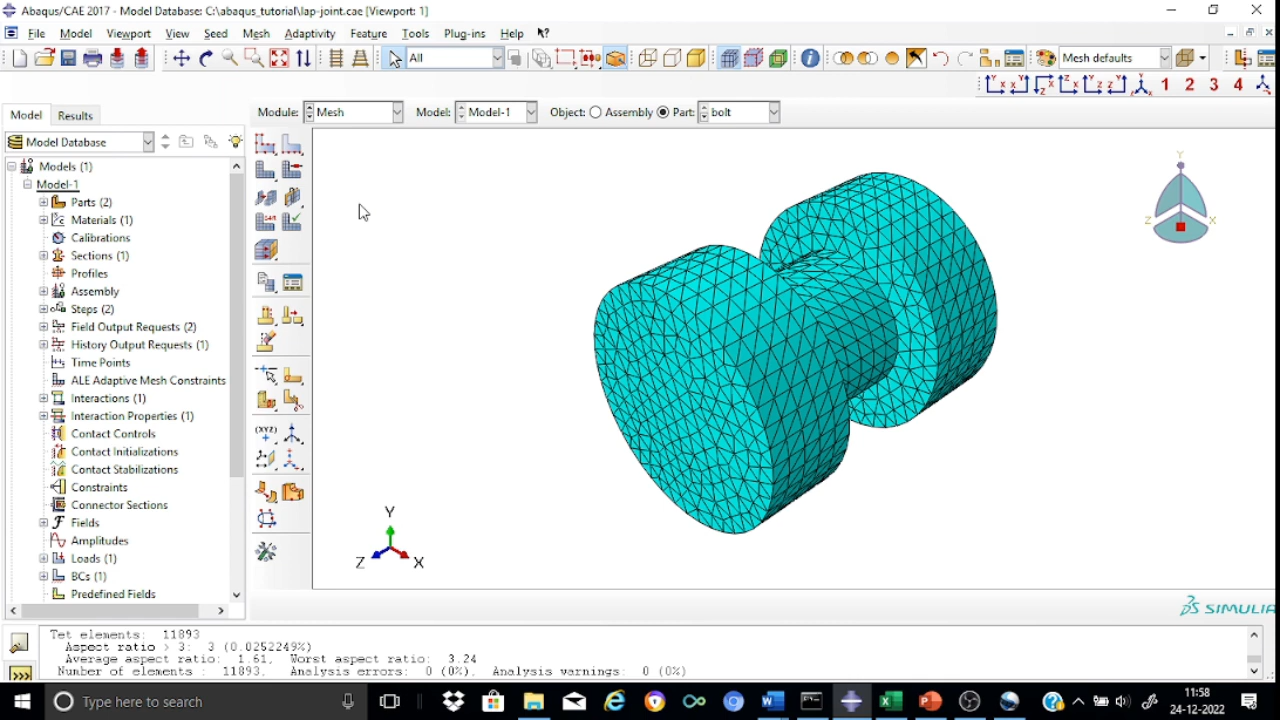 Abaqus/CAE 2017 - Model Database: C:\abaqus_tutorial\lap-joint.cae [Viewport: 1]
File Model Viewport View Seed Mesh Adaptivity Feature Tools Plug-ins Help
All Mesh defaults
1 2 3 4
Model Results Module: Mesh Model: Model-1 Object: Assembly Part: bolt
Model Database
Models (1)
Model-1
Parts (2)
Materials (1)
Calibrations
Sections (1)
Profiles
Assembly
Steps (2)
Field Output Requests (2)
History Output Requests (1)
Time Points
ALE Adaptive Mesh Constraints
Interactions (1)
Interaction Properties (1)
Contact Controls
Contact Initializations
Contact Stabilizations
Constraints
Connector Sections
Fields
Amplitudes
Loads (1)
BCs (1)
Predefined Fields
(XYZ)
Y
Z X
Y
Z X
SIMULIA
Tet elements: 11893
Aspect ratio > 3: 3 (0.0252249%)
Average aspect ratio: 1.61, Worst aspect ratio: 3.24
Number of elements : 11893, Analysis errors: 0 (0%), Analysis warnings: 0 (0%)
>>>
Type here to search
11:58
24-12-2022